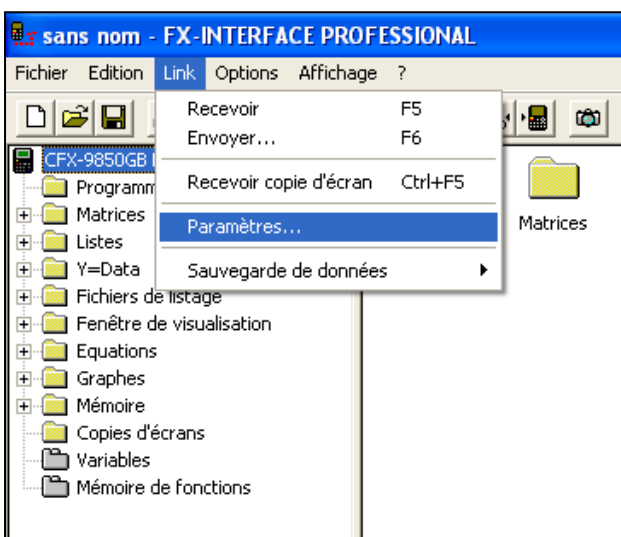 sans nom - FX-INTERFACE PROFESSIONAL
Fichier Edition Link Options Affichage ?
Recevoir F5
Envoyer... F6
Recevoir copie d'écran Ctrl+F5
Paramètres...
Sauvegarde de données
CFX-9850GB
Matrices
Listes
Y=Data
Fichiers de listage
Fenêtre de visualisation
Equations
Graphes
Mémoire
Copies d'écrans
Variables
Mémoire de fonctions
Matrices